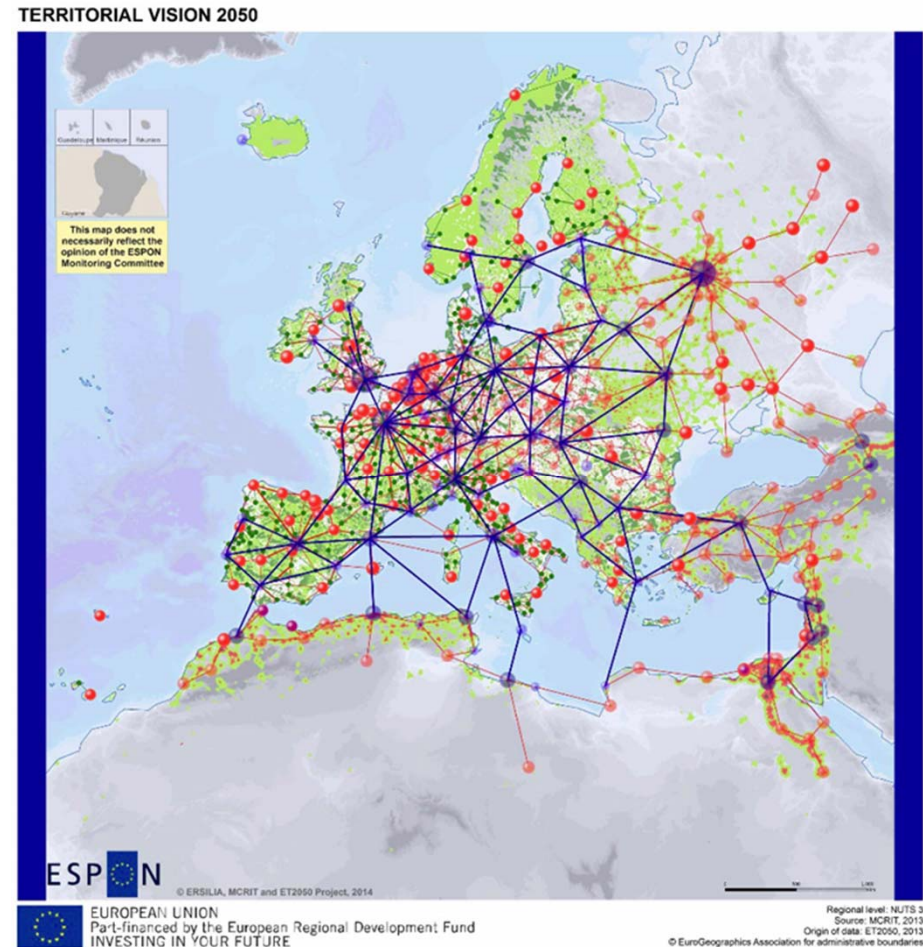 TERRITORIAL VISION 2050
Guadeloupe Martinique Réunion
Guyane
This map does not
necessarily reflect the
opinion of the ESPON
Monitoring Committee
ESPON
© ERSILIA, MCRIT and ET2050 Project, 2014
EUROPEAN UNION
Part-financed by the European Regional Development Fund
INVESTING IN YOUR FUTURE
Regional level: NUTS 3
Source: MCRIT, 2013
Origin of data: ET2050, 2012
© EuroGeographics Association for administrative boundaries